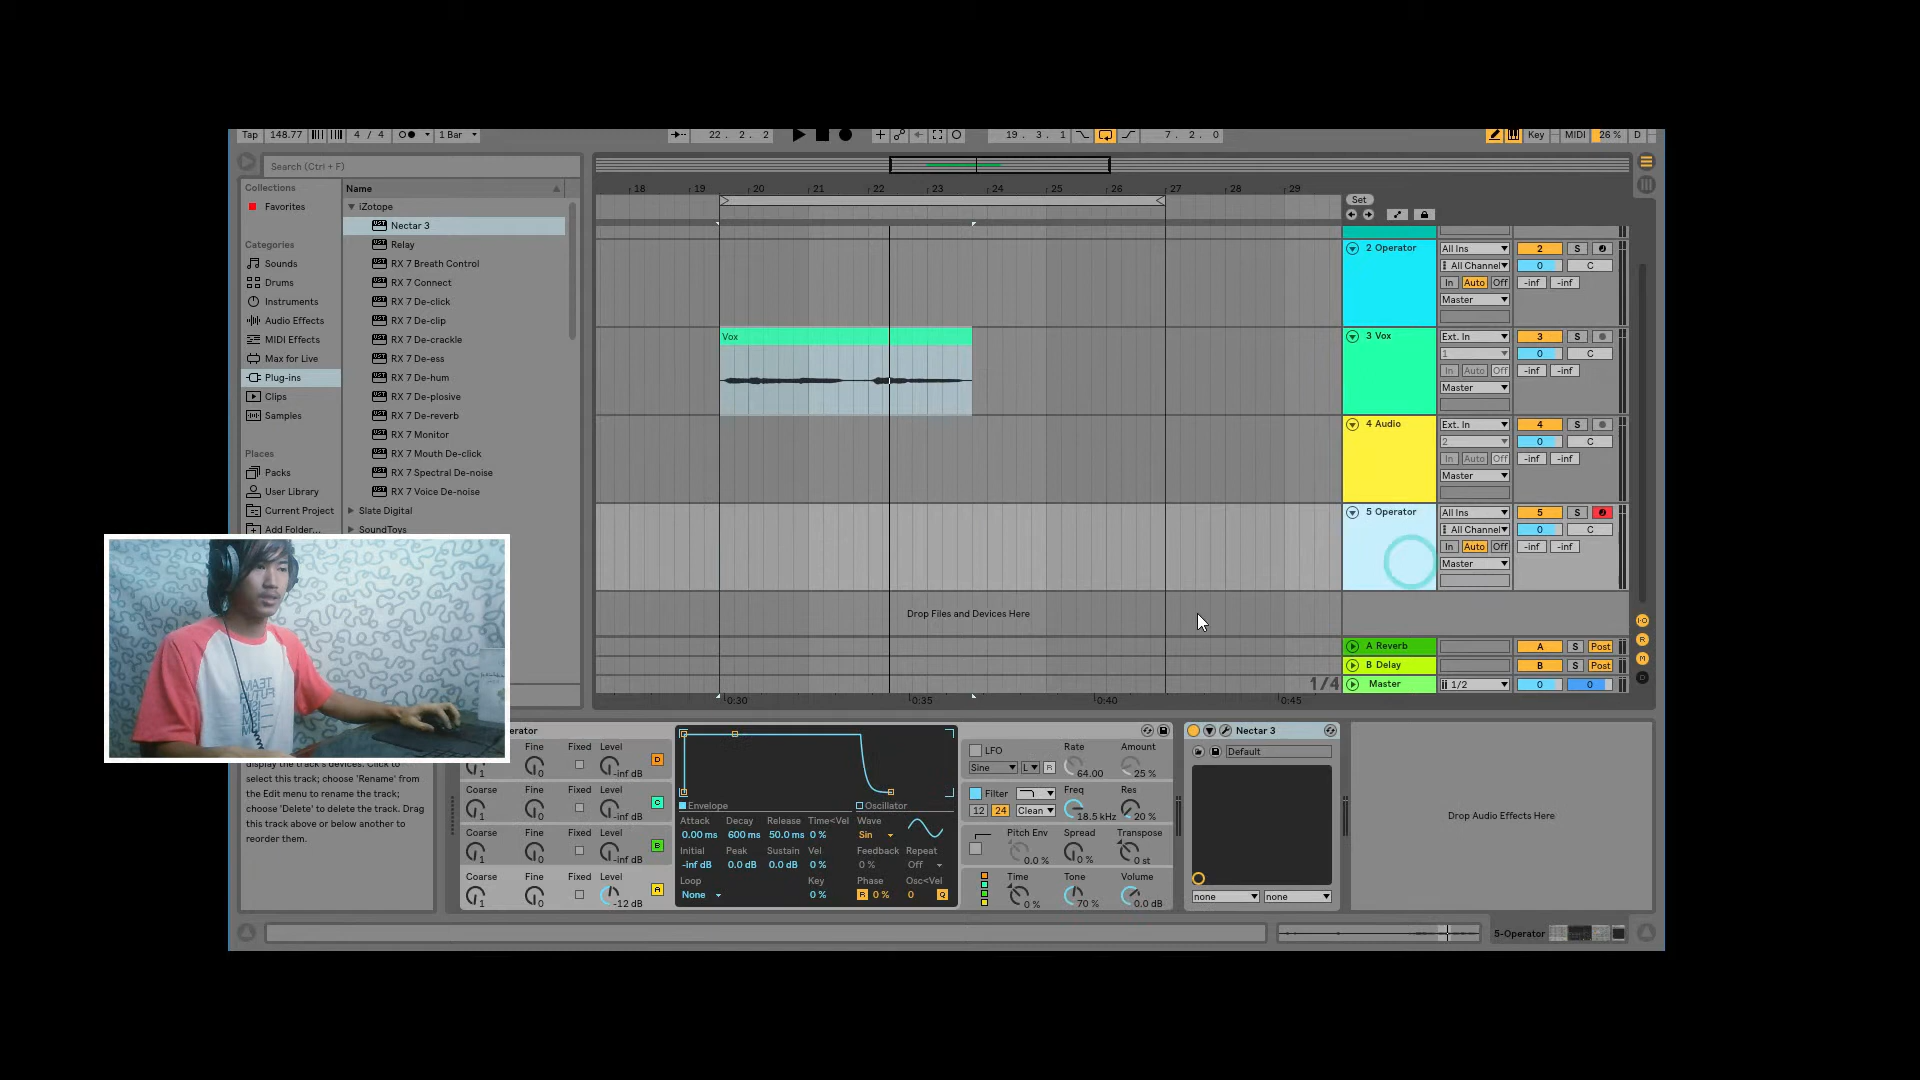 Tap 148.77 4 / 4 1 Bar 22 . 2 . 2 19 . 3 . 1 7 . 2 . 0 Key MIDI 26 % D
Search (Ctrl + F)
Collections
Favorites
Categories
Sounds
Drums
Instruments
Audio Effects
MIDI Effects
Max for Live
Plug-ins
Clips
Samples
Places
Packs
User Library
Current Project
Add Folder...
Name
iZotope
Nectar 3
Relay
RX 7 Breath Control
RX 7 Connect
RX 7 De-click
RX 7 De-clip
RX 7 De-crackle
RX 7 De-ess
RX 7 De-hum
RX 7 De-plosive
RX 7 De-reverb
RX 7 Monitor
RX 7 Mouth De-click
RX 7 Spectral De-noise
RX 7 Voice De-noise
Slate Digital
SoundToys
18 19 20 21 22 23 24 25 26 27 28 29
Set
Vox
Drop Files and Devices Here
1/4
0:30 0:35 0:40 0:45
2 Operator All Ins 2 S
All Channel 0 C
In Auto Off -inf -inf
Master
3 Vox Ext. In 3 S
1 0 C
In Auto Off -inf -inf
Master
4 Audio Ext. In 4 S
2 0 C
In Auto Off -inf -inf
Master
5 Operator All Ins 5 S
All Channel 0 C
In Auto Off -inf -inf
Master
A Reverb A S Post
B Delay B S Post
Master 1/2 0 0
I·O
R
M
D
display the track's devices. Click to
select this track; choose 'Rename' from
the Edit menu to rename the track;
choose 'Delete' to delete the track. Drag
this track above or below another to
reorder them.
erator
Fine Fixed Level
1 0 -inf dB D
Coarse Fine Fixed Level
1 0 -inf dB C
Coarse Fine Fixed Level
1 0 -inf dB B
Coarse Fine Fixed Level
1 0 -12 dB A
Envelope Oscillator
Attack Decay Release Time<Vel Wave
0.00 ms 600 ms 50.0 ms 0 % Sin
Initial Peak Sustain Vel Feedback Repeat
-inf dB 0.0 dB 0.0 dB 0 % 0 % Off
Loop Key Phase Osc<Vel
None 0 % R 0 % 0 Q
LFO Rate Amount
Sine L R 64.00 25 %
Filter Freq Res
12 24 Clean 18.5 kHz 20 %
Pitch Env Spread Transpose
0.0 % 0 % 0 st
Time Tone Volume
0 % 70 % 0.0 dB
Nectar 3
Default
none none
Drop Audio Effects Here
5-Operator